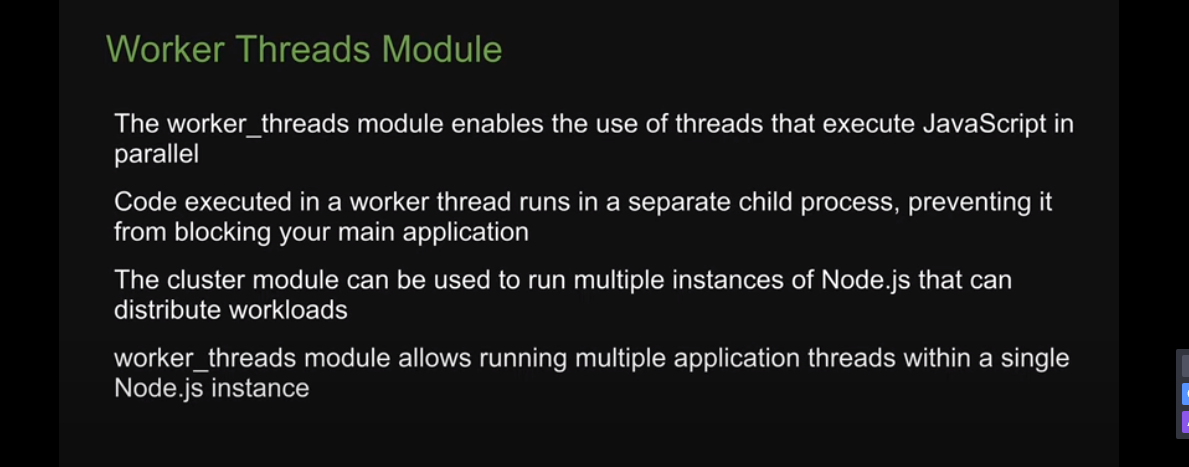 Worker Threads Module
The worker_threads module enables the use of threads that execute JavaScript in
parallel
Code executed in a worker thread runs in a separate child process, preventing it
from blocking your main application
The cluster module can be used to run multiple instances of Node.js that can
distribute workloads
worker_threads module allows running multiple application threads within a single
Node.js instance